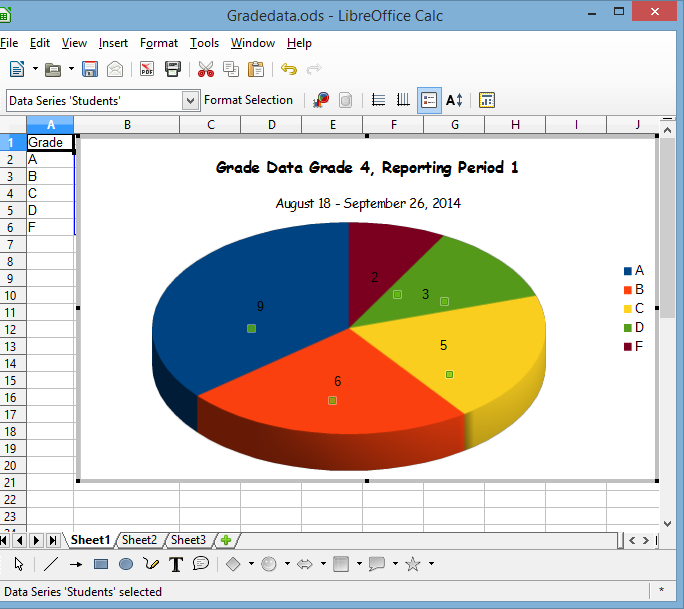 Gradedata.ods - LibreOffice Calc
File Edit View Insert Format Tools Window Help
PDF
Data Series 'Students' Format Selection
A B C D E F G H I J
1 Grade
2 A
3 B
4 C
5 D
6 F
7
8
9
10
11
12
13
14
15
16
17
18
19
20
21
22
23
Grade Data Grade 4, Reporting Period 1
August 18 - September 26, 2014
2
3
9
5
6
A
B
C
D
F
Sheet1 Sheet2 Sheet3
T
Data Series 'Students' selected *